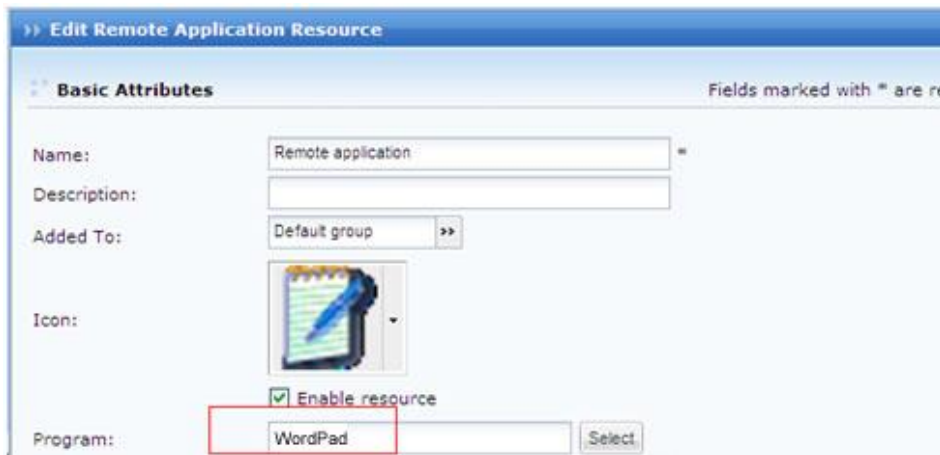 ›› Edit Remote Application Resource
Basic Attributes
Fields marked with * are re
Name: Remote application *
Description:
Added To: Default group ››
Icon:
Enable resource
Program: WordPad Select